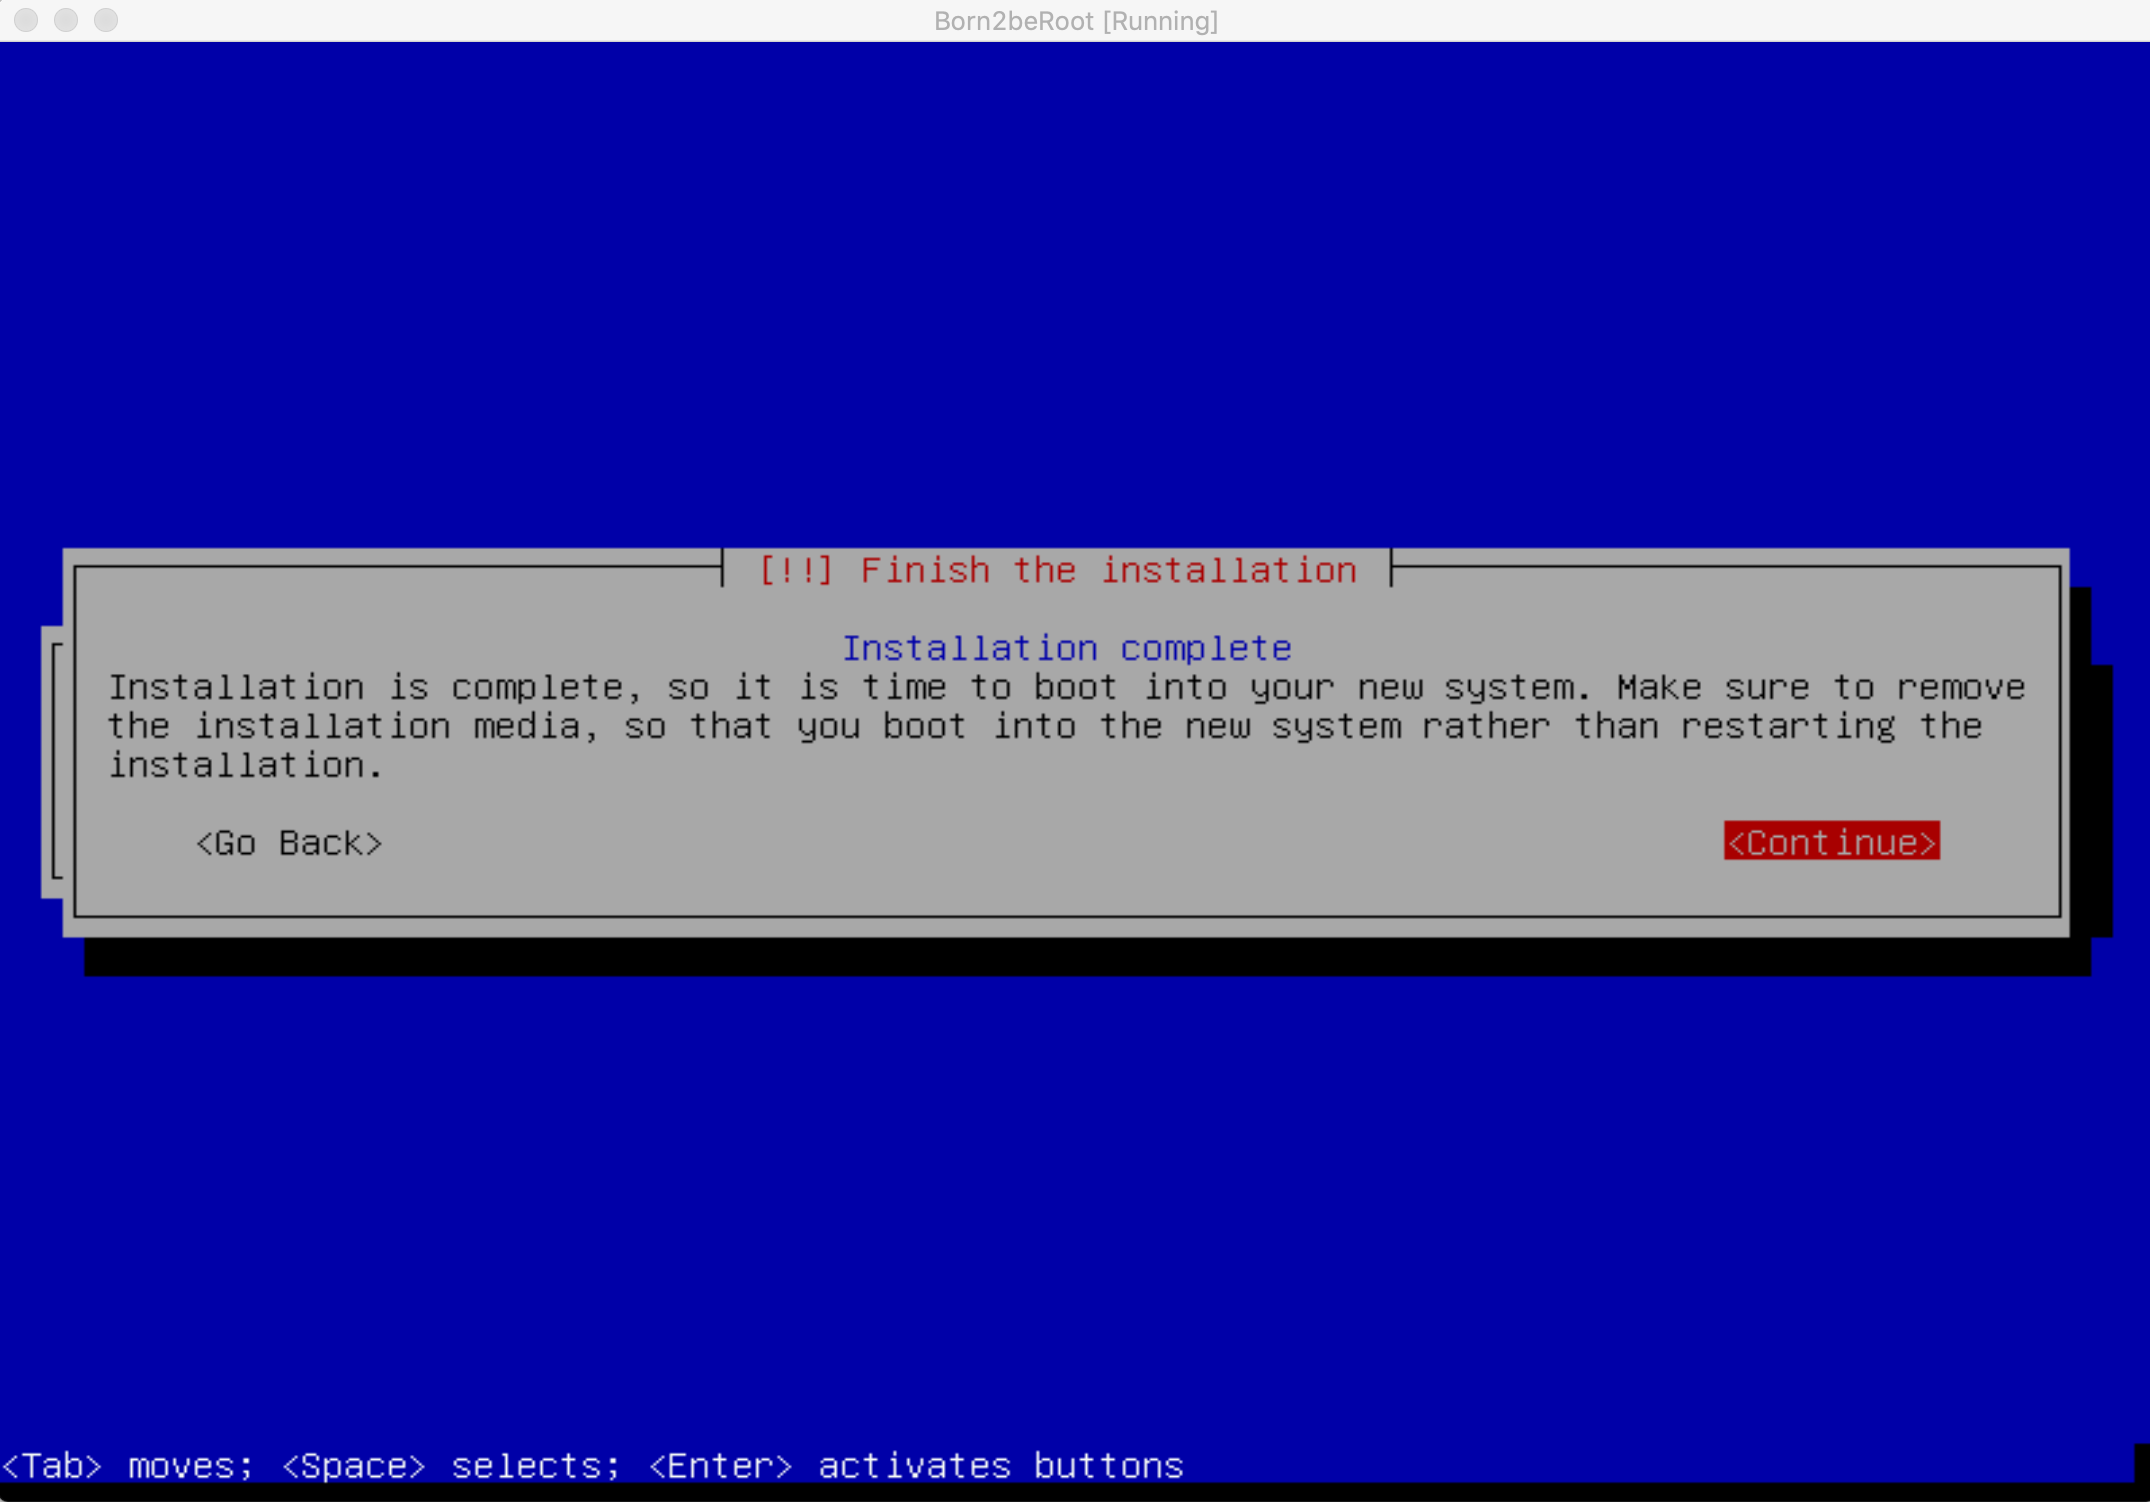 Born2beRoot [Running]
[!!] Finish the installation
Installation complete
Installation is complete, so it is time to boot into your new system. Make sure to remove
the installation media, so that you boot into the new system rather than restarting the
installation.
<Go Back> <Continue>
<Tab> moves; <Space> selects; <Enter> activates buttons